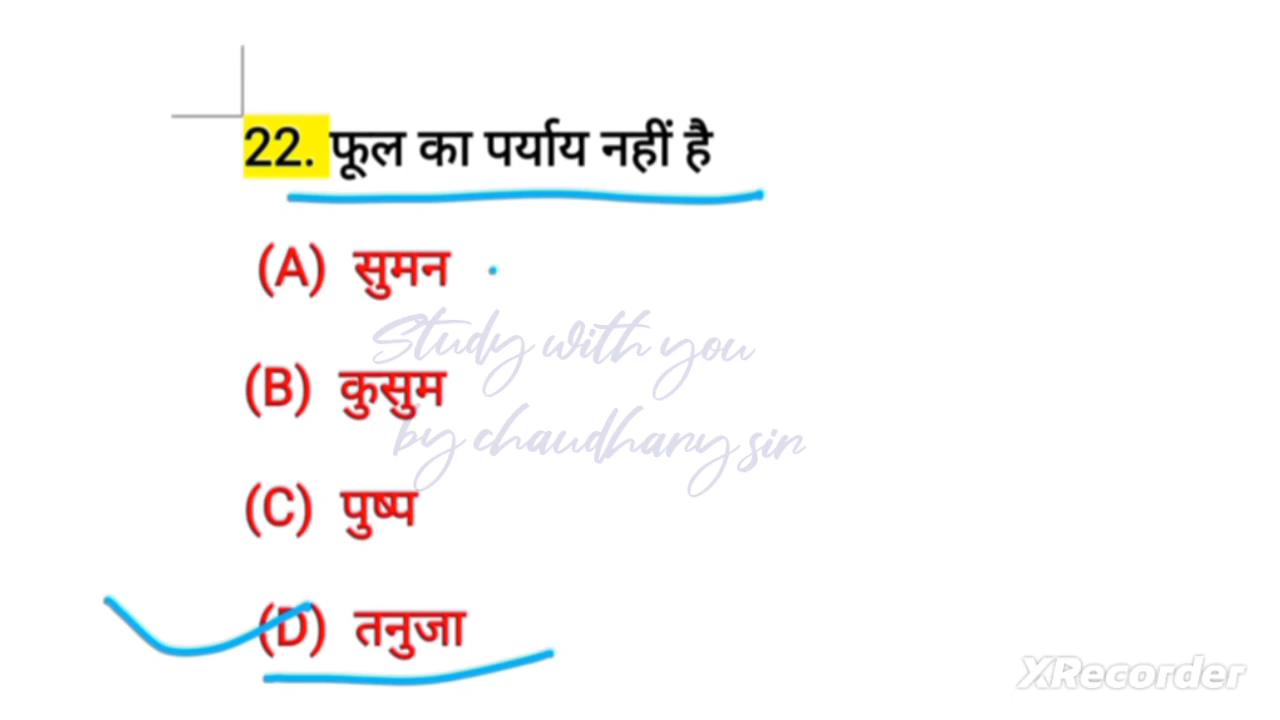 22. फूल का पर्याय नहीं है
(A) सुमन
Study with you
(B) कुसुम
by chaudhary sir
(C) पुष्प
(D) तनुजा
XRecorder